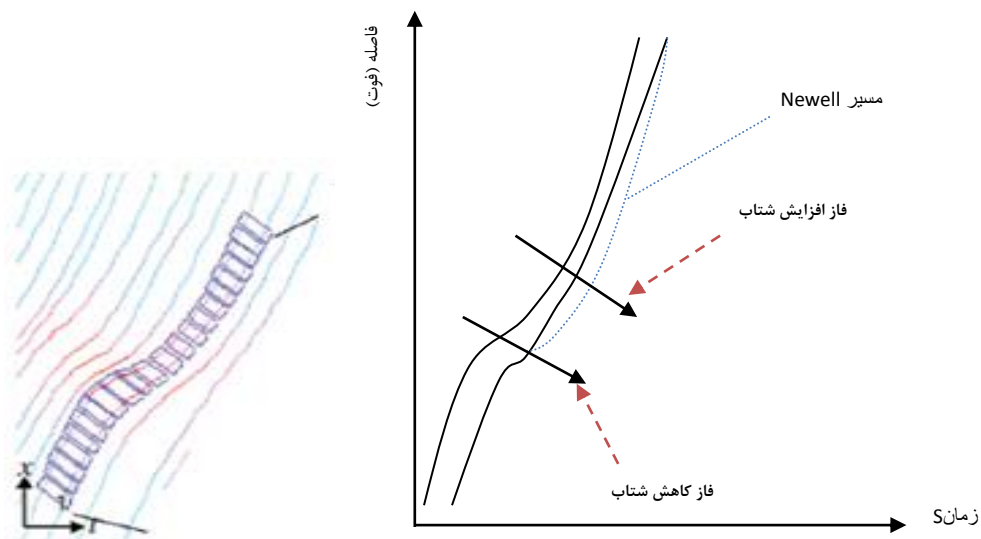 فاصله (فوت)
مسیر Newell
فاز افزایش شتاب
فاز کاهش شتاب
زمانS
x